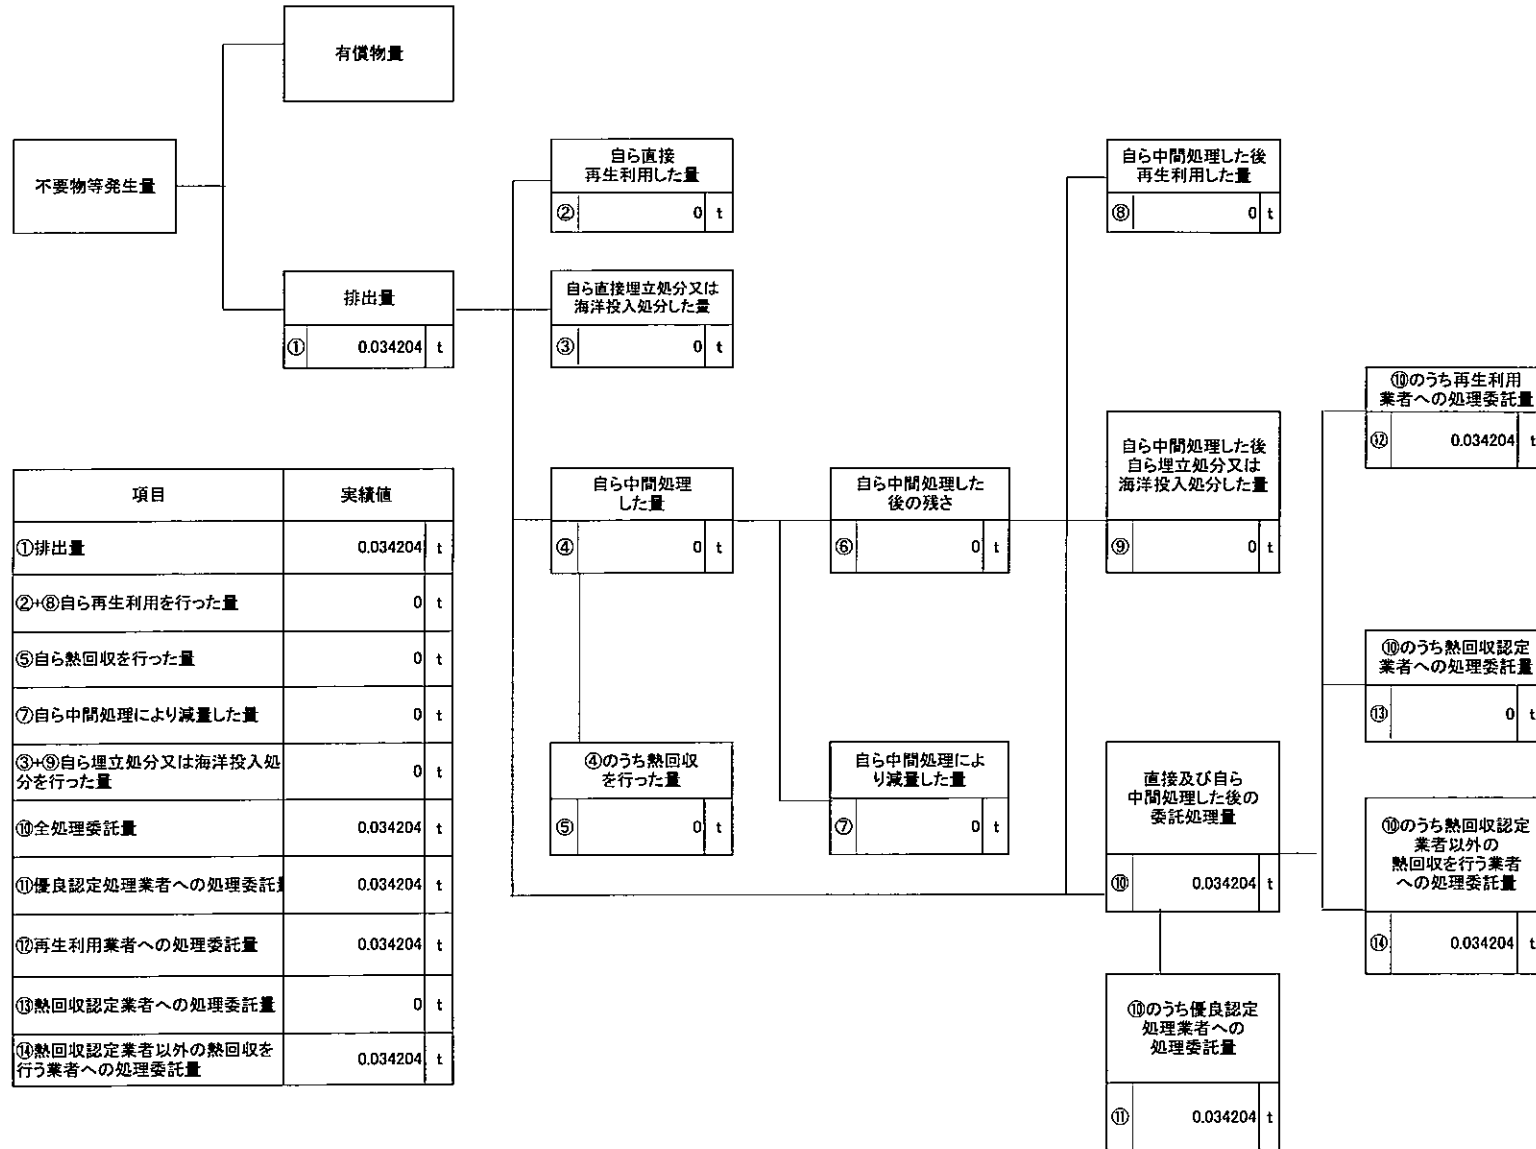 有償物量
不要物等発生量
排出量
① 0.034204 t
自ら直接
再生利用した量
② 0 t
自ら直接埋立処分又は
海洋投入処分した量
③ 0 t
自ら中間処理
した量
④ 0 t
④のうち熱回収
を行った量
⑤ 0 t
自ら中間処理した
後の残さ
⑥ 0 t
自ら中間処理によ
り減量した量
⑦ 0 t
自ら中間処理した後
再生利用した量
⑧ 0 t
自ら中間処理した後
自ら埋立処分又は
海洋投入処分した量
⑨ 0 t
直接及び自ら
中間処理した後の
委託処理量
⑩ 0.034204 t
⑩のうち優良認定
処理業者への
処理委託量
⑪ 0.034204 t
⑩のうち再生利用
業者への処理委託量
⑫ 0.034204 t
⑩のうち熱回収認定
業者への処理委託量
⑬ 0 t
⑩のうち熱回収認定
業者以外の
熱回収を行う業者
への処理委託量
⑭ 0.034204 t
項目 実績値
①排出量 0.034204 t
②+⑧自ら再生利用を行った量 0 t
⑤自ら熱回収を行った量 0 t
⑦自ら中間処理により減量した量 0 t
③+⑨自ら埋立処分又は海洋投入処
分を行った量 0 t
⑩全処理委託量 0.034204 t
⑪優良認定処理業者への処理委託 0.034204 t
⑫再生利用業者への処理委託量 0.034204 t
⑬熱回収認定業者への処理委託量 0 t
⑭熱回収認定業者以外の熱回収を
行う業者への処理委託量 0.034204 t